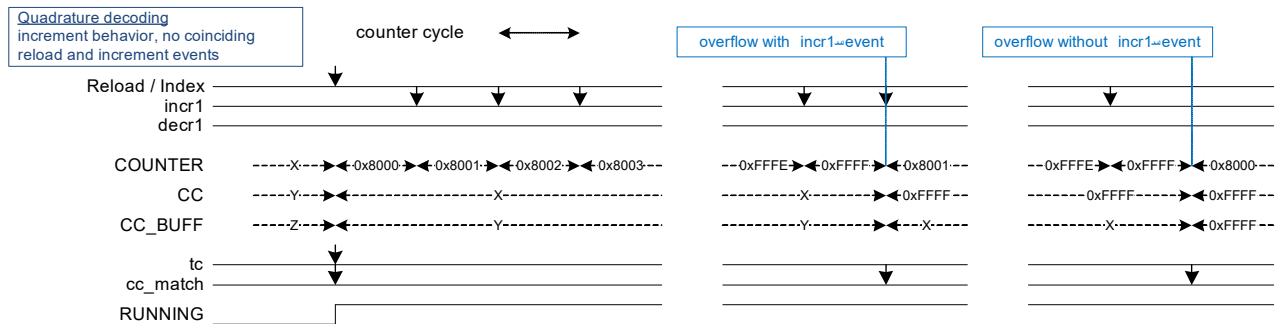 Quadrature decoding
increment behavior, no coinciding
reload and increment events
counter cycle
overflow with incr1 event
overflow without incr1 event
Reload / Index
incr1
decr1
COUNTER X 0x8000 0x8001 0x8002 0x8003 0xFFFE 0xFFFF 0x8001 0xFFFE 0xFFFF 0x8000
CC Y X X 0xFFFF 0xFFFF 0xFFFF
CC_BUFF Z Y Y X X 0xFFFF
tc
cc_match
RUNNING